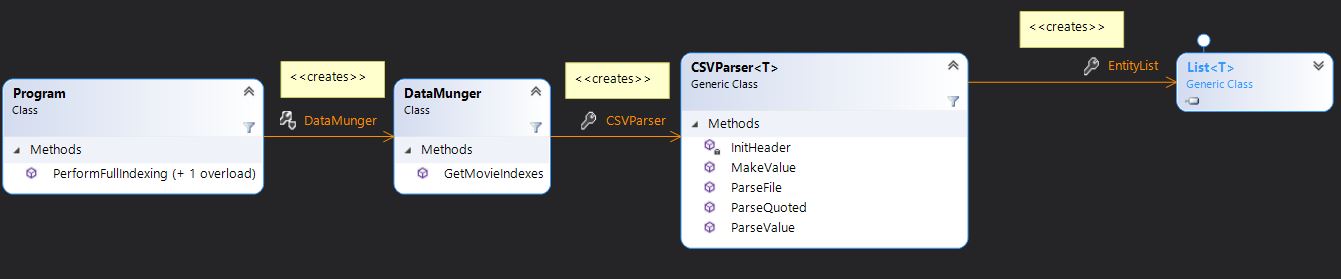 <<creates>>
Program
Class
Methods
PerformFullIndexing (+ 1 overload)
<<creates>>
DataMunger
DataMunger
Class
Methods
GetMovieIndexes
<<creates>>
CSVParser
CSVParser<T>
Generic Class
Methods
InitHeader
MakeValue
ParseFile
ParseQuoted
ParseValue
<<creates>>
EntityList
List<T>
Generic Class